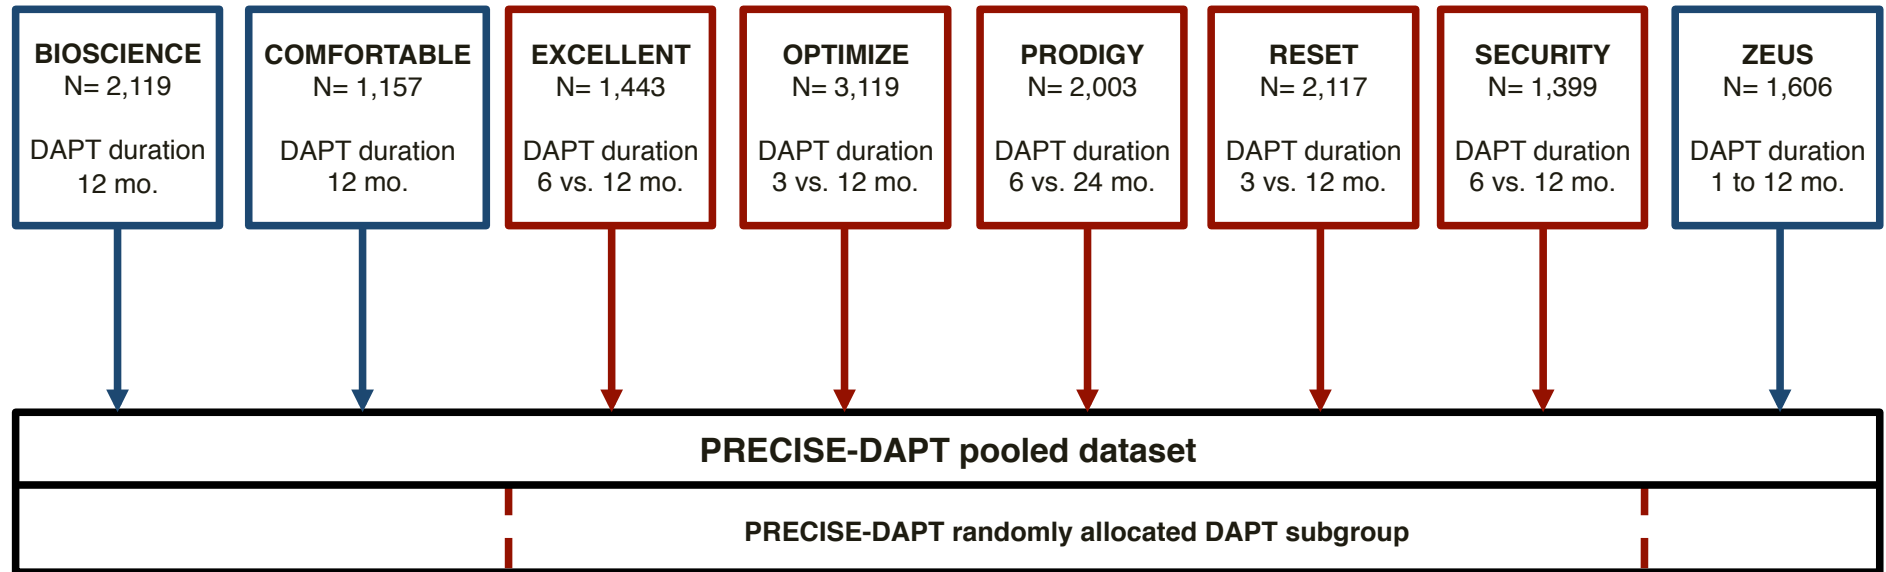 BIOSCIENCE
N= 2,119
DAPT duration
12 mo.
COMFORTABLE
N= 1,157
DAPT duration
12 mo.
EXCELLENT
N= 1,443
DAPT duration
6 vs. 12 mo.
OPTIMIZE
N= 3,119
DAPT duration
3 vs. 12 mo.
PRODIGY
N= 2,003
DAPT duration
6 vs. 24 mo.
RESET
N= 2,117
DAPT duration
3 vs. 12 mo.
SECURITY
N= 1,399
DAPT duration
6 vs. 12 mo.
ZEUS
N= 1,606
DAPT duration
1 to 12 mo.
PRECISE-DAPT pooled dataset
PRECISE-DAPT randomly allocated DAPT subgroup